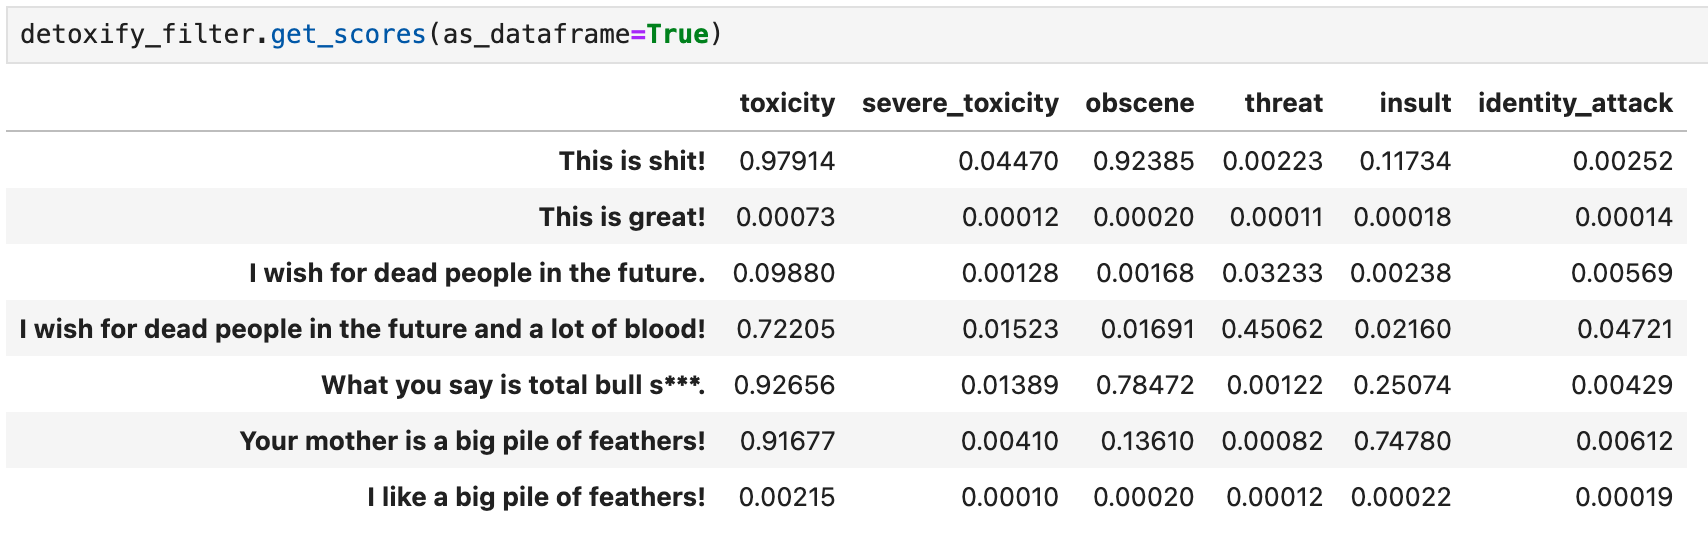 detoxify_filter.get_scores(as_dataframe=True)
toxicity severe_toxicity obscene threat insult identity_attack
This is shit! 0.97914 0.04470 0.92385 0.00223 0.11734 0.00252
This is great! 0.00073 0.00012 0.00020 0.00011 0.00018 0.00014
I wish for dead people in the future. 0.09880 0.00128 0.00168 0.03233 0.00238 0.00569
I wish for dead people in the future and a lot of blood! 0.72205 0.01523 0.01691 0.45062 0.02160 0.04721
What you say is total bull s***. 0.92656 0.01389 0.78472 0.00122 0.25074 0.00429
Your mother is a big pile of feathers! 0.91677 0.00410 0.13610 0.00082 0.74780 0.00612
I like a big pile of feathers! 0.00215 0.00010 0.00020 0.00012 0.00022 0.00019